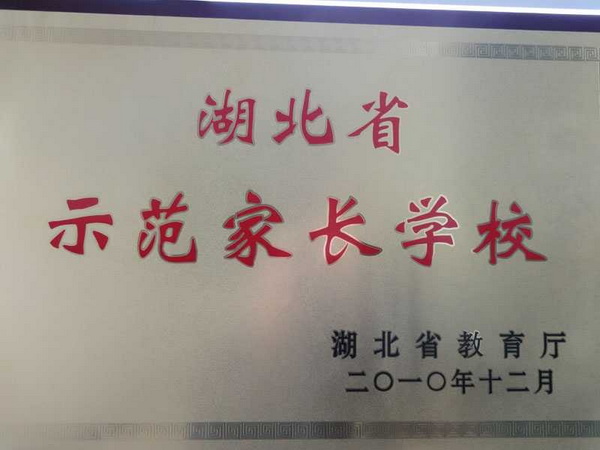 湖北省
示范家长学校
湖北省教育厅
二〇一〇年十二月